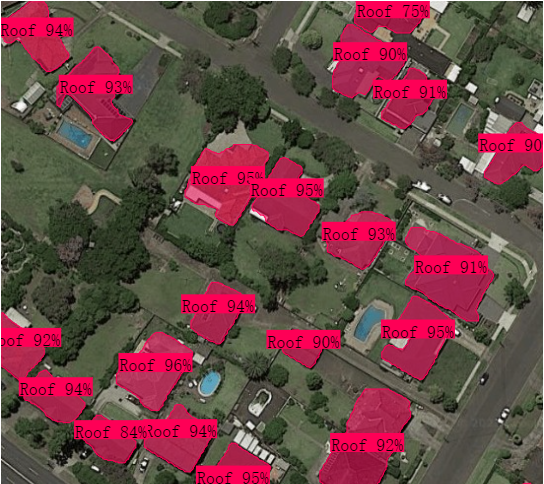 Roof 75%
Roof 94%
Roof 90%
Roof 93%
Roof 91%
Roof 90
Roof 95%
Roof 95%
Roof 93%
Roof 91%
Roof 94%
Roof 95%
oof 92%
Roof 90%
Roof 96%
Roof 94%
Roof 84%
Roof 94%
Roof 92%
Roof 95%